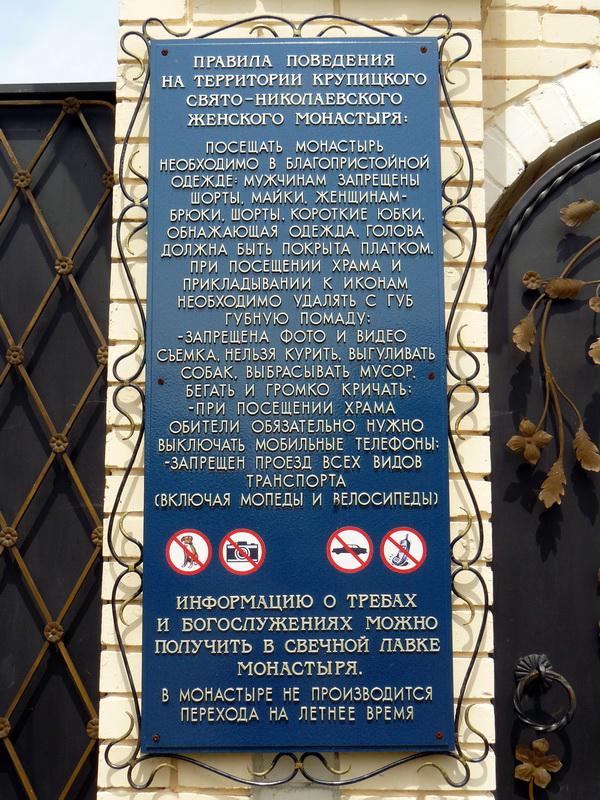 ПРАВИЛА ПОВЕДЕНИЯ
НА ТЕРРИТОРИИ КРУПИЦКОГО
СВЯТО-НИКОЛАЕВСКОГО
ЖЕНСКОГО МОНАСТЫРЯ:
ПОСЕЩАТЬ МОНАСТЫРЬ
НЕОБХОДИМО В БЛАГОПРИСТОЙНОЙ
ОДЕЖДЕ: МУЖЧИНАМ ЗАПРЕЩЕНЫ
ШОРТЫ, МАЙКИ, ЖЕНЩИНАМ-
БРЮКИ, ШОРТЫ, КОРОТКИЕ ЮБКИ,
ОБНАЖАЮЩАЯ ОДЕЖДА, ГОЛОВА
ДОЛЖНА БЫТЬ ПОКРЫТА ПЛАТКОМ.
ПРИ ПОСЕЩЕНИИ ХРАМА И
ПРИКЛАДЫВАНИИ К ИКОНАМ
НЕОБХОДИМО УДАЛЯТЬ С ГУБ
ГУБНУЮ ПОМАДУ;
-ЗАПРЕЩЕНА ФОТО И ВИДЕО
СЪЕМКА, НЕЛЬЗЯ КУРИТЬ, ВЫГУЛИВАТЬ
СОБАК, ВЫБРАСЫВАТЬ МУСОР,
БЕГАТЬ И ГРОМКО КРИЧАТЬ;
-ПРИ ПОСЕЩЕНИИ ХРАМА
ОБИТЕЛИ ОБЯЗАТЕЛЬНО НУЖНО
ВЫКЛЮЧАТЬ МОБИЛЬНЫЕ ТЕЛЕФОНЫ;
-ЗАПРЕЩЕН ПРОЕЗД ВСЕХ ВИДОВ
ТРАНСПОРТА
(ВКЛЮЧАЯ МОПЕДЫ И ВЕЛОСИПЕДЫ)
ИНФОРМАЦИЮ О ТРЕБАХ
И БОГОСЛУЖЕНИЯХ МОЖНО
ПОЛУЧИТЬ В СВЕЧНОЙ ЛАВКЕ
МОНАСТЫРЯ.
В МОНАСТЫРЕ НЕ ПРОИЗВОДИТСЯ
ПЕРЕХОДА НА ЛЕТНЕЕ ВРЕМЯ